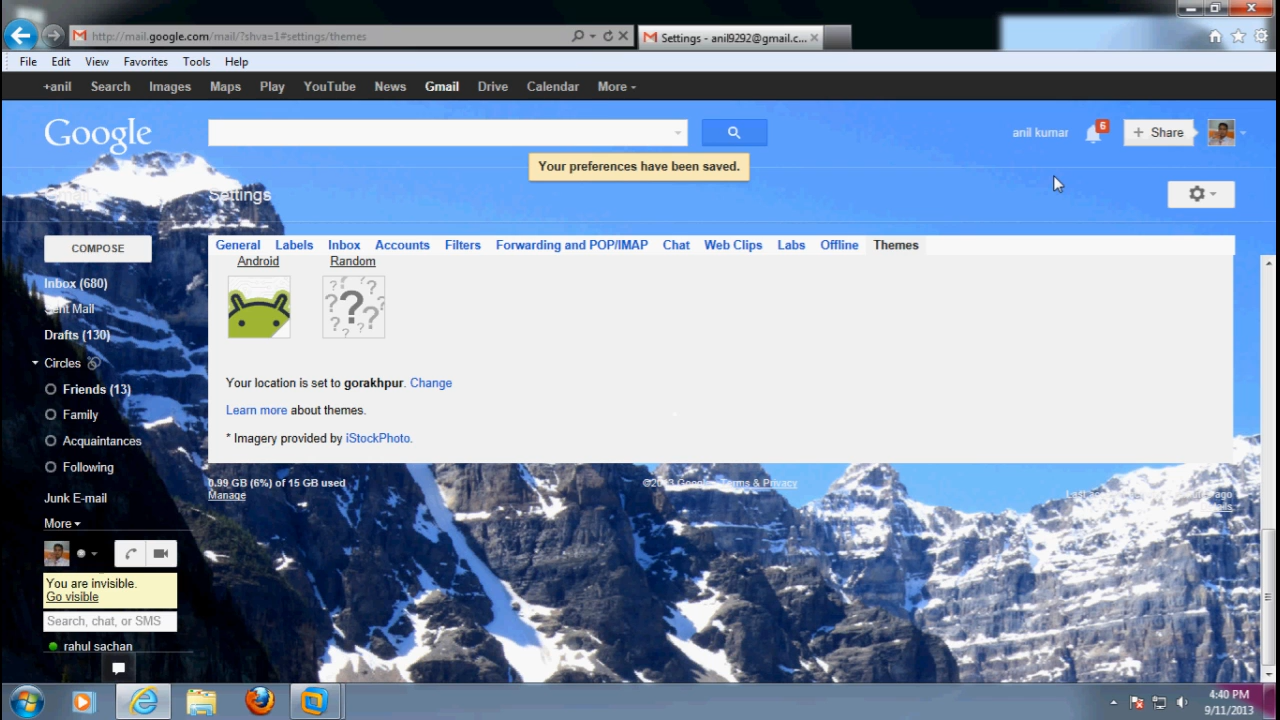 http://mail.google.com/mail/?shva=1#settings/themes
Settings - anil9292@gmail.c...
File Edit View Favorites Tools Help
+anil Search Images Maps Play YouTube News Gmail Drive Calendar More
Google
anil kumar
6
+ Share
Your preferences have been saved.
Settings
COMPOSE
General Labels Inbox Accounts Filters Forwarding and POP/IMAP Chat Web Clips Labs Offline Themes
Android Random
Inbox (680)
Sent Mail
Drafts (130)
Circles
Friends (13)
Family
Acquaintances
Following
Junk E-mail
More
Your location is set to gorakhpur. Change
Learn more about themes.
* Imagery provided by iStockPhoto.
0.99 GB (6%) of 15 GB used
Manage
©2013 Google - Terms & Privacy
ago
Details
You are invisible.
Go visible
Search, chat, or SMS
rahul sachan
4:40 PM
9/11/2013